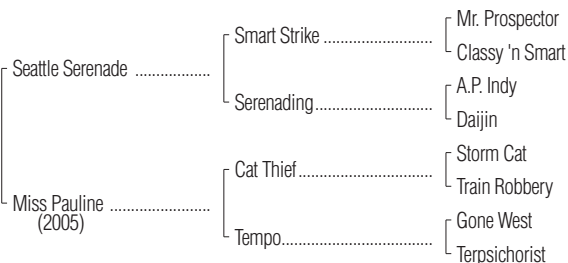 Mr. Prospector
Smart Strike ............................
Classy 'n Smart
Seattle Serenade ..................
A.P. Indy
Serenading..............................
Daijin
Storm Cat
Cat Thief..................................
Train Robbery
Miss Pauline ........................
(2005)
Gone West
Tempo......................................
Terpsichorist